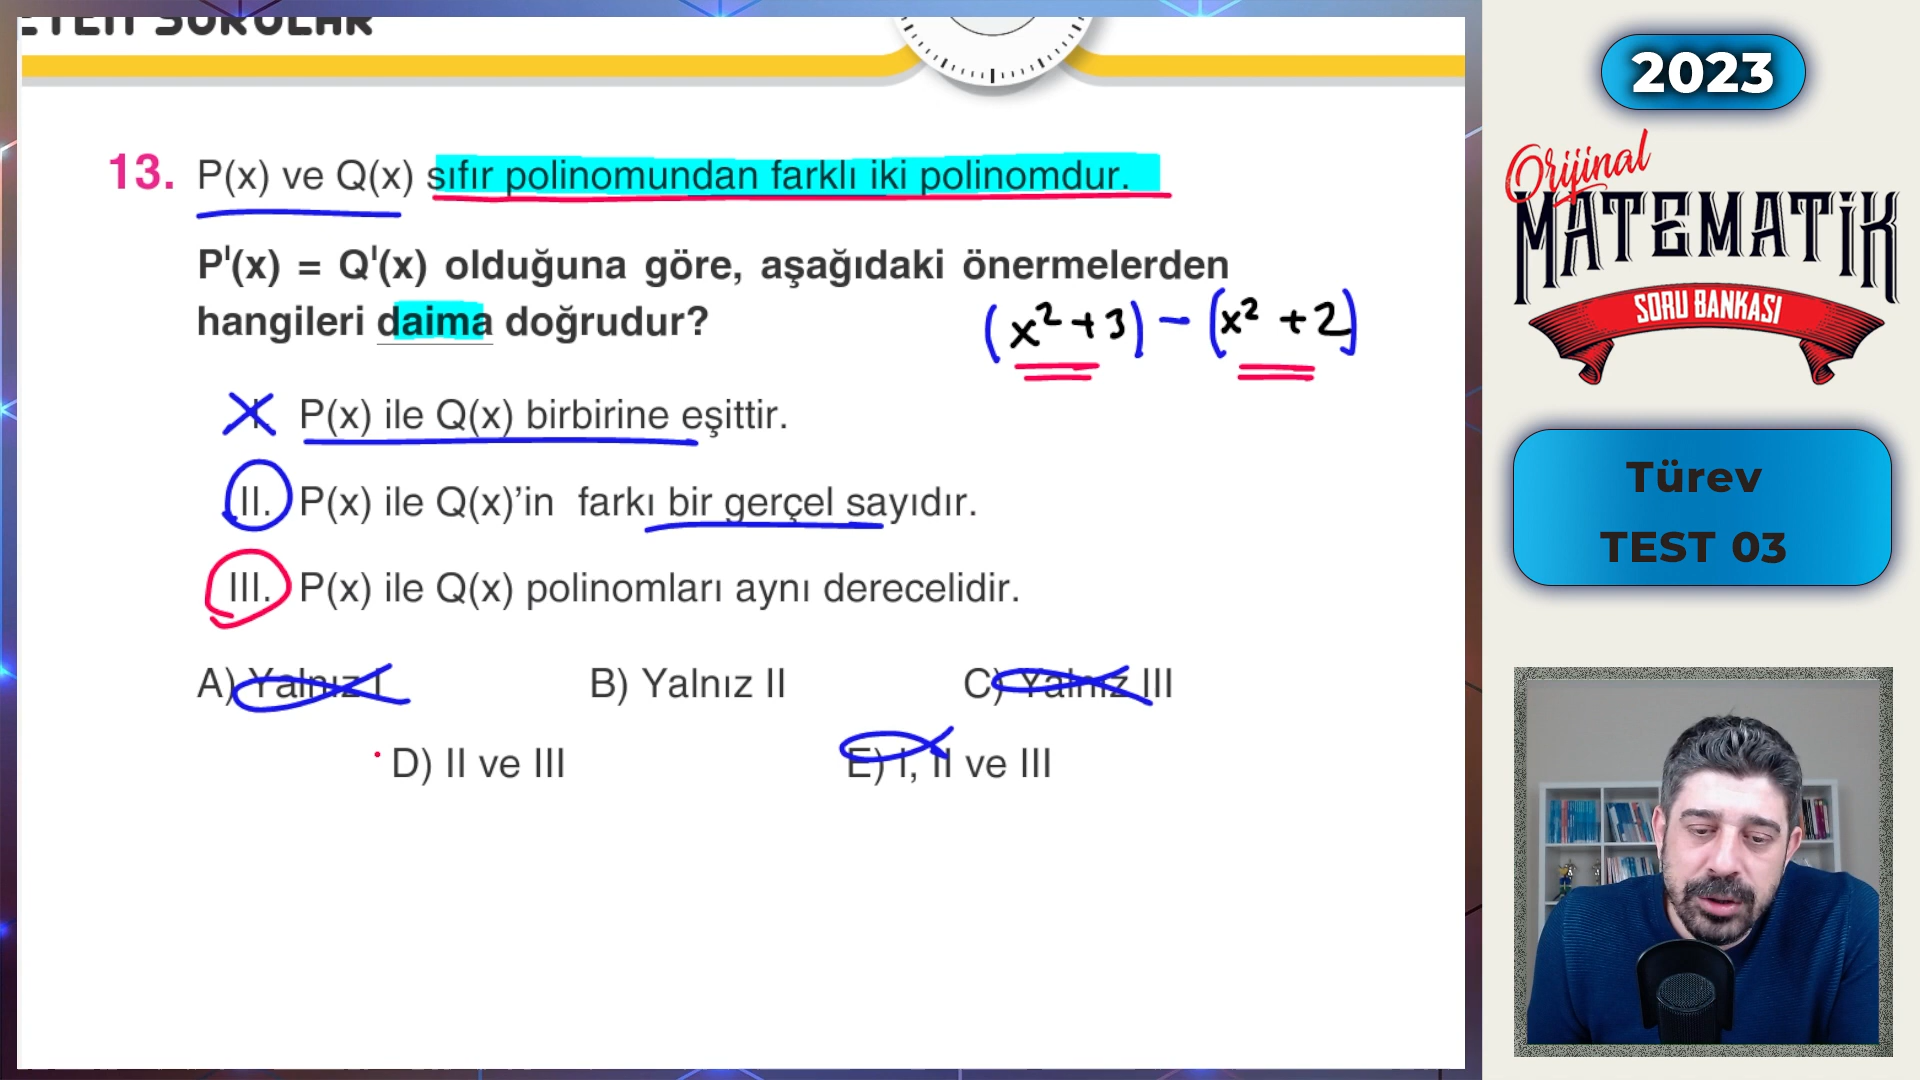 13. P(x) ve Q(x) sıfır polinomundan farklı iki polinomdur.
P'(x) = Q'(x) olduğuna göre, aşağıdaki önermelerden
hangileri daima doğrudur?
(x² + 3) - (x² + 2)
I. P(x) ile Q(x) birbirine eşittir.
II. P(x) ile Q(x)’in farkı bir gerçel sayıdır.
III. P(x) ile Q(x) polinomları aynı derecelidir.
A) Yalnız I B) Yalnız II C) Yalnız III
D) II ve III E) I, II ve III
2023
Orijinal
MATEMATİK
SORU BANKASI
Türev
TEST 03